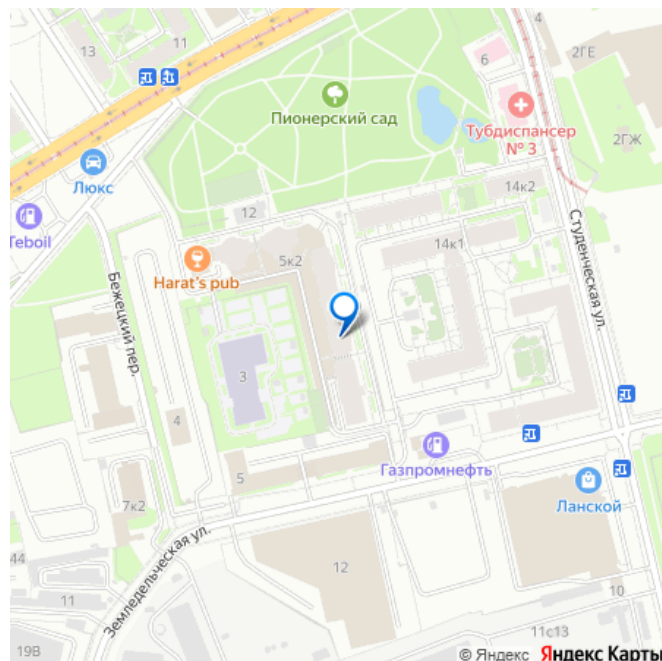 4
11
13
2ГЕ
6
Пионерский сад
Тубдиспансер
№ 3
2ГЖ
Люкс
14к2
12
Teboil
Студенческая ул.
14к1
5к2
Harat's pub
Бежецкий пер.
3
4
Газпромнефть
5
Ланской
7к2
Земледельческая ул.
44
12
10
11
11с13
19В
© Яндекс Яндекс Карты